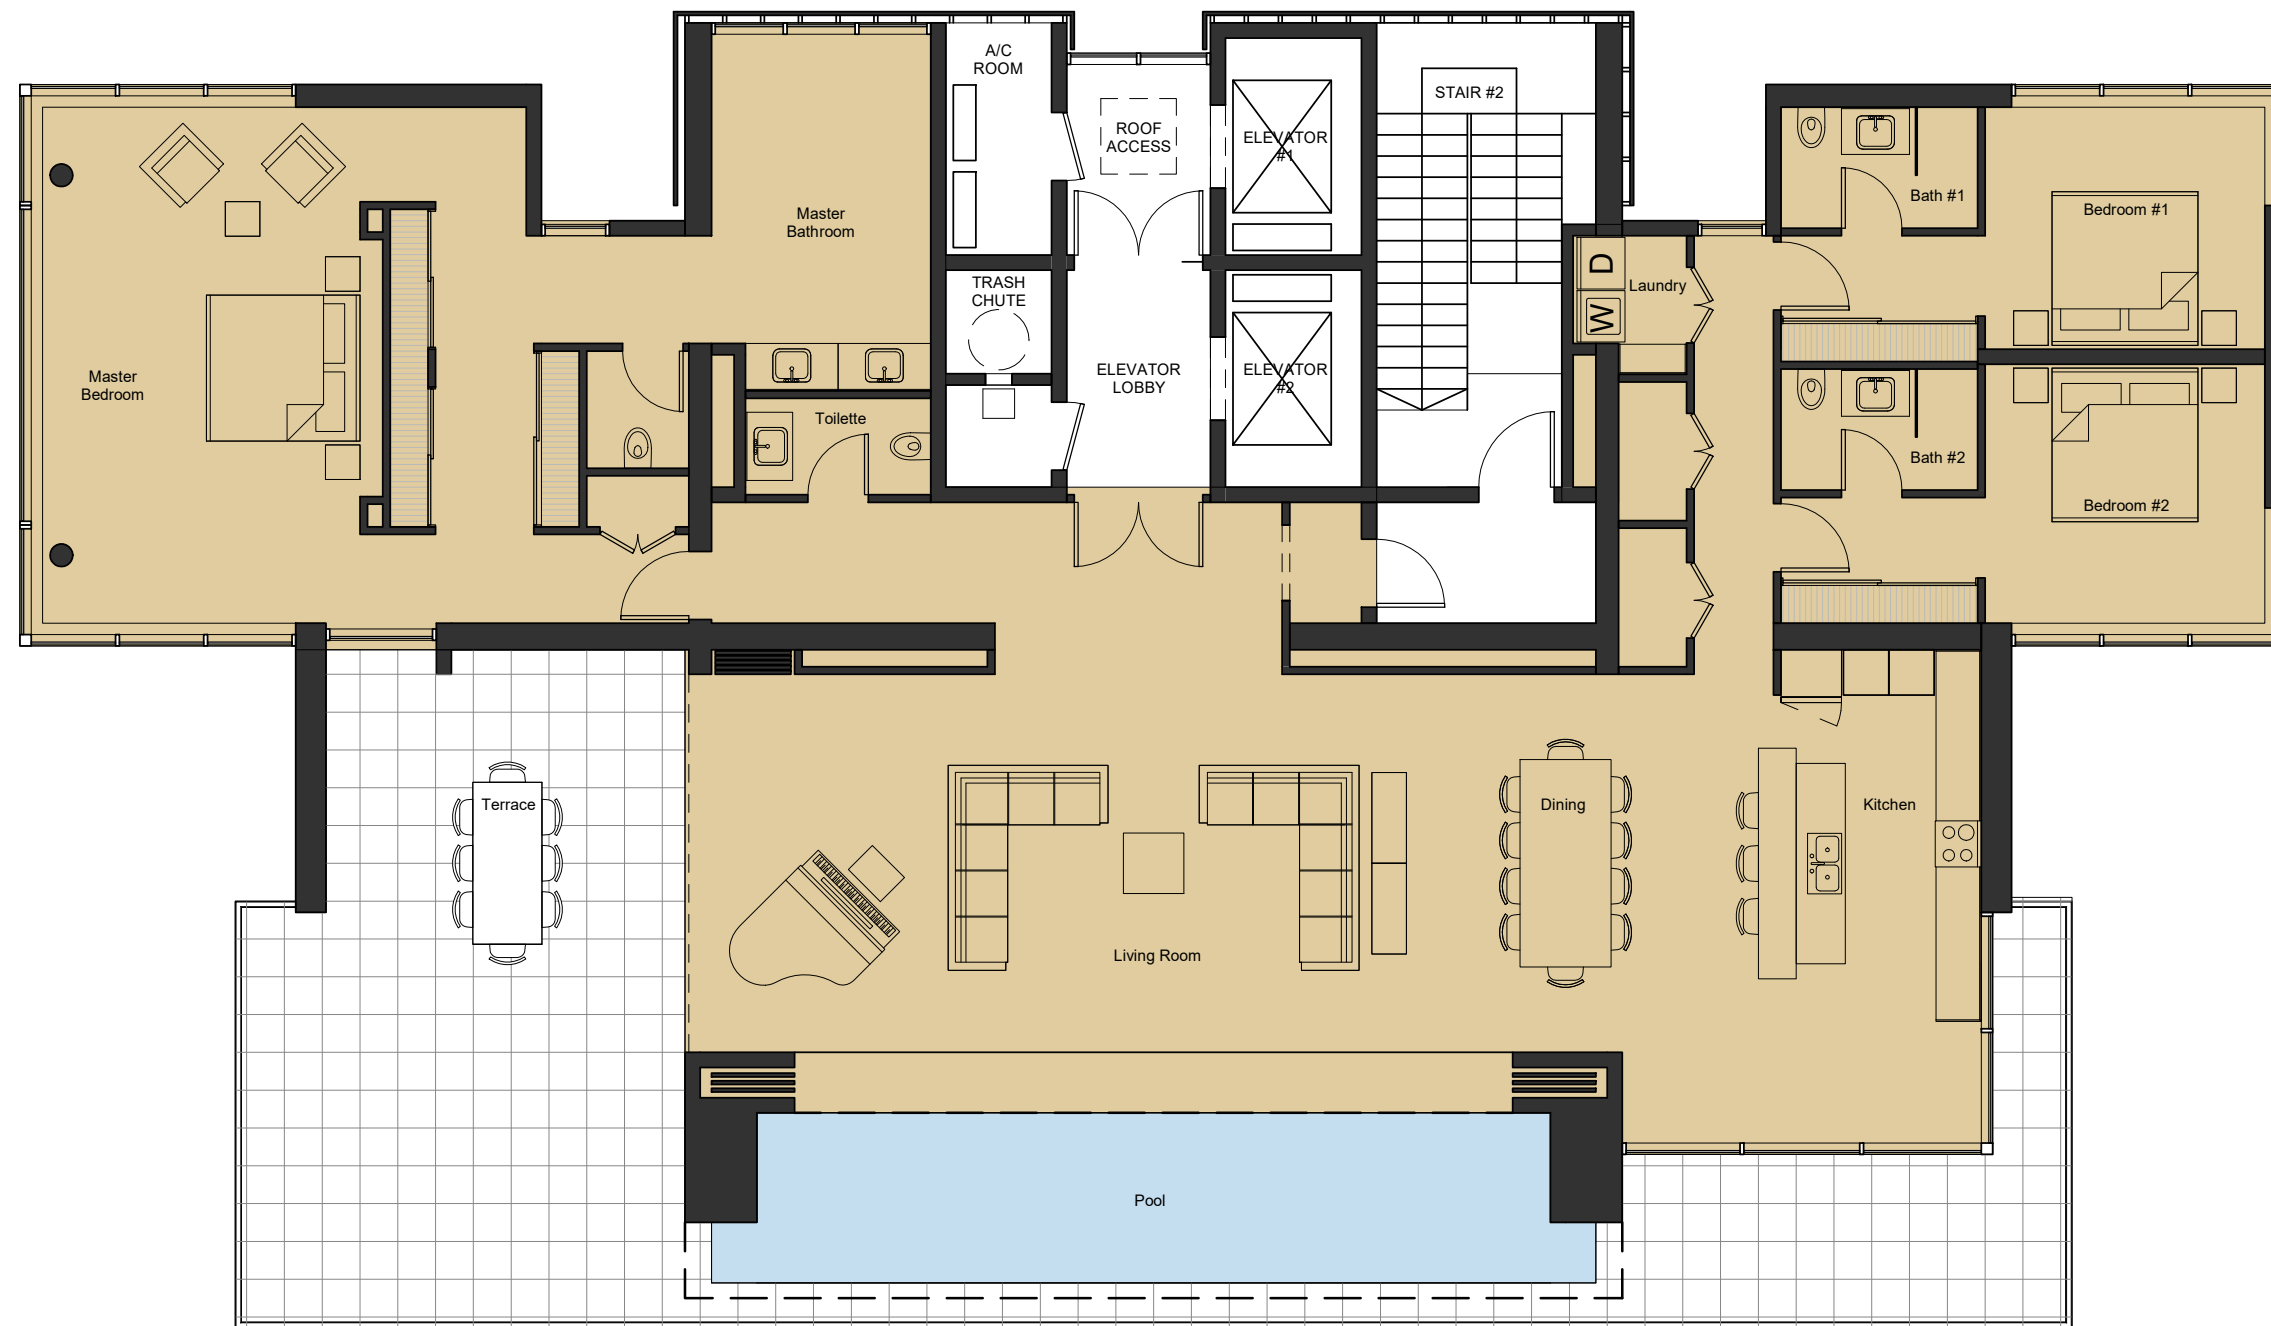 A/C
ROOM
STAIR #2
ROOF
ACCESS
ELEVATOR
#1
Master
Bathroom
Bath #1
Bedroom #1
D
Laundry
W
TRASH
CHUTE
ELEVATOR
LOBBY
ELEVATOR
#2
Master
Bedroom
Toilette
Bath #2
Bedroom #2
Terrace
Dining
Kitchen
Living Room
Pool